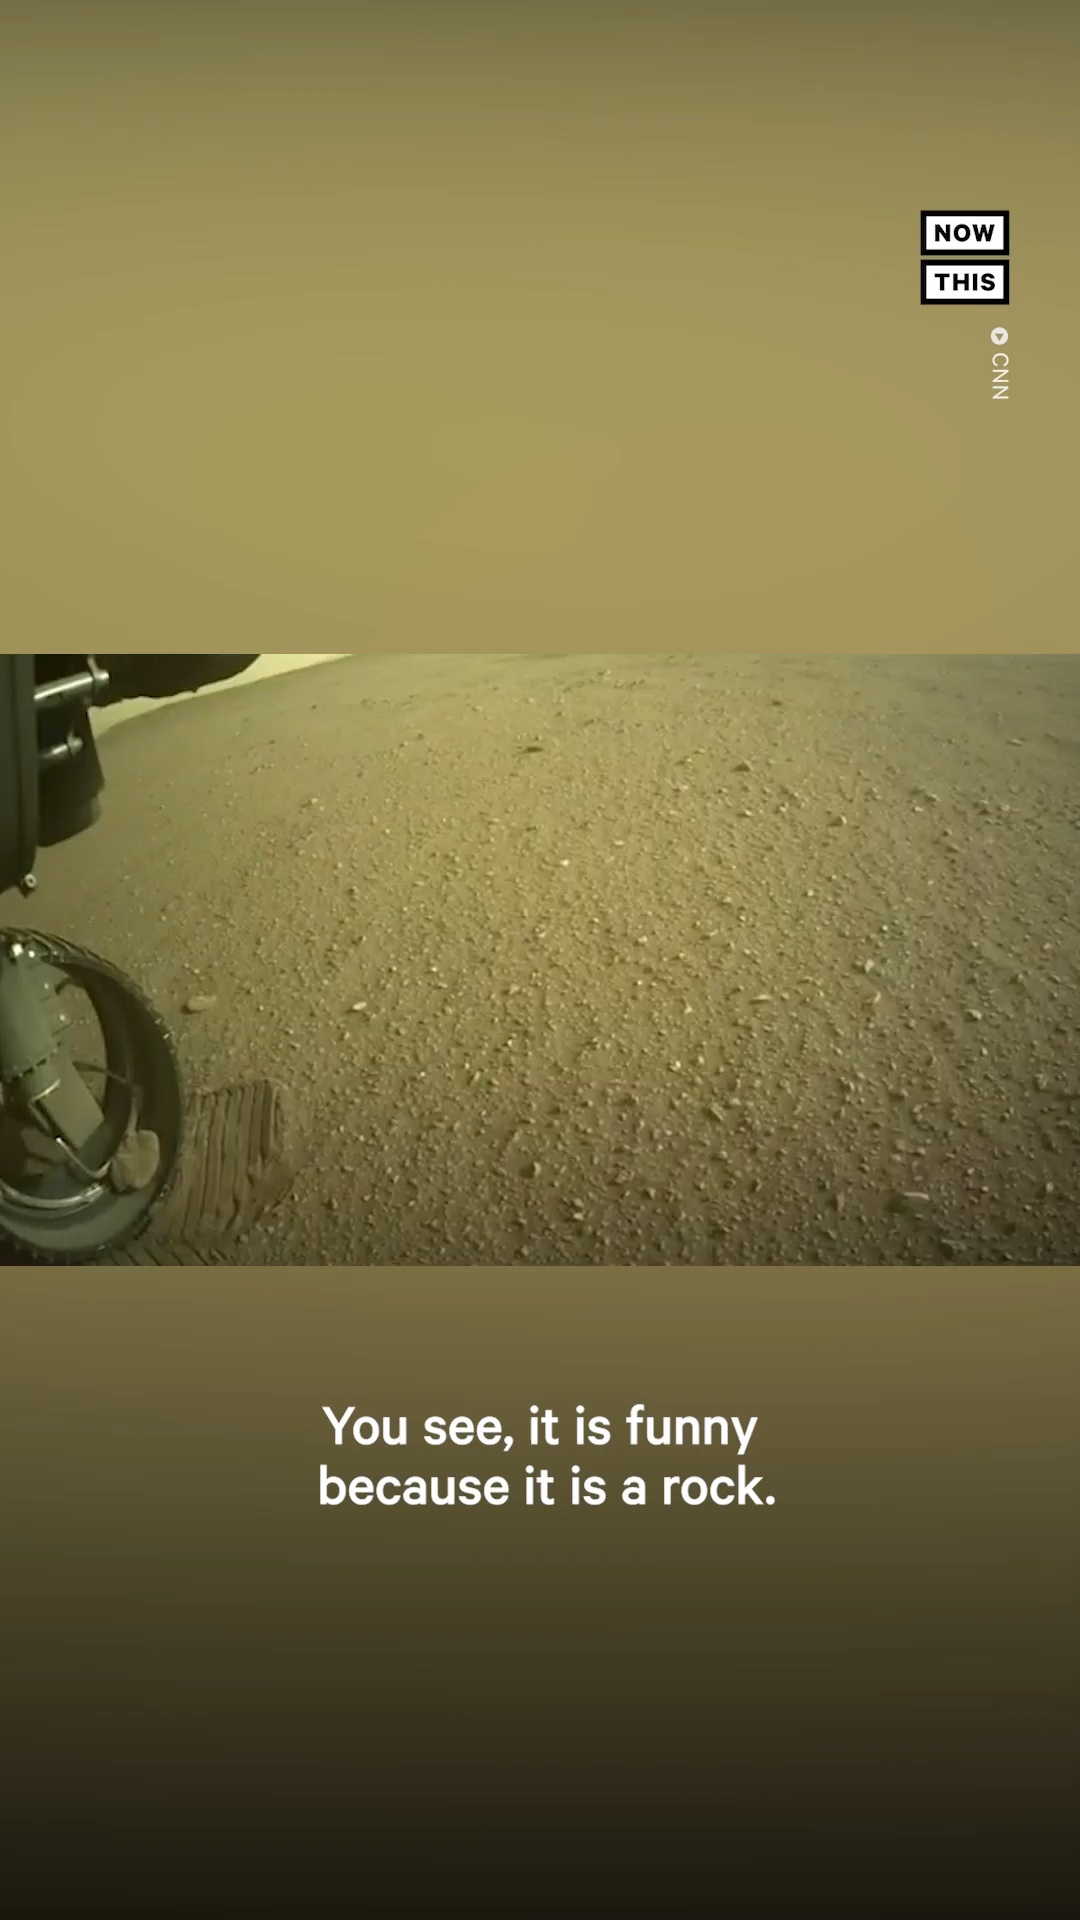 NOW
THIS
CNN
You see, it is funny
because it is a rock.